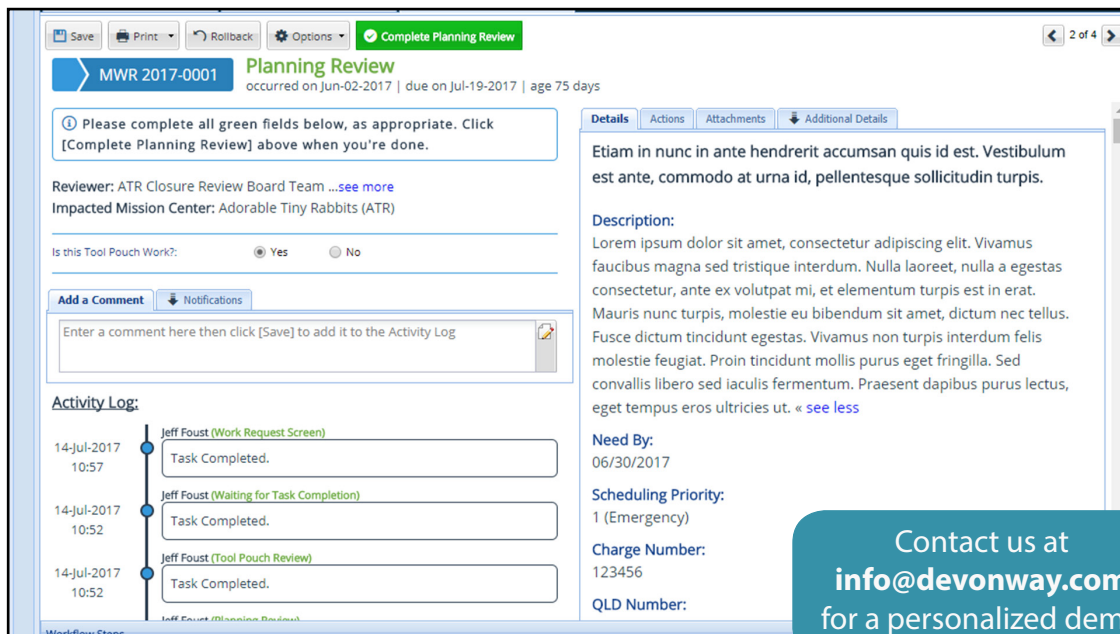 Save Print Rollback Options Complete Planning Review 2 of 4
MWR 2017-0001
Planning Review
occurred on Jun-02-2017 | due on Jul-19-2017 | age 75 days
Please complete all green fields below, as appropriate. Click
[Complete Planning Review] above when you're done.
Reviewer: ATR Closure Review Board Team ...see more
Impacted Mission Center: Adorable Tiny Rabbits (ATR)
Is this Tool Pouch Work?: Yes No
Add a Comment Notifications
Enter a comment here then click [Save] to add it to the Activity Log
Activity Log:
Jeff Foust (Work Request Screen)
14-Jul-2017
10:57
Task Completed.
Jeff Foust (Waiting for Task Completion)
14-Jul-2017
10:52
Task Completed.
Jeff Foust (Tool Pouch Review)
14-Jul-2017
10:52
Task Completed.
Jeff Foust (Planning Review)
Workflow Steps
Details Actions Attachments Additional Details
Etiam in nunc in ante hendrerit accumsan quis id est. Vestibulum
est ante, commodo at urna id, pellentesque sollicitudin turpis.
Description:
Lorem ipsum dolor sit amet, consectetur adipiscing elit. Vivamus
faucibus magna sed tristique interdum. Nulla laoreet, nulla a egestas
consectetur, ante ex volutpat mi, et elementum turpis est in erat.
Mauris nunc turpis, molestie eu bibendum sit amet, dictum nec tellus.
Fusce dictum tincidunt egestas. Vivamus non turpis interdum felis
molestie feugiat. Proin tincidunt mollis purus eget fringilla. Sed
convallis libero sed iaculis fermentum. Praesent dapibus purus lectus,
eget tempus eros ultricies ut. « see less
Need By:
06/30/2017
Scheduling Priority:
1 (Emergency)
Charge Number:
123456
QLD Number:
Contact us at
info@devonway.com
for a personalized dem